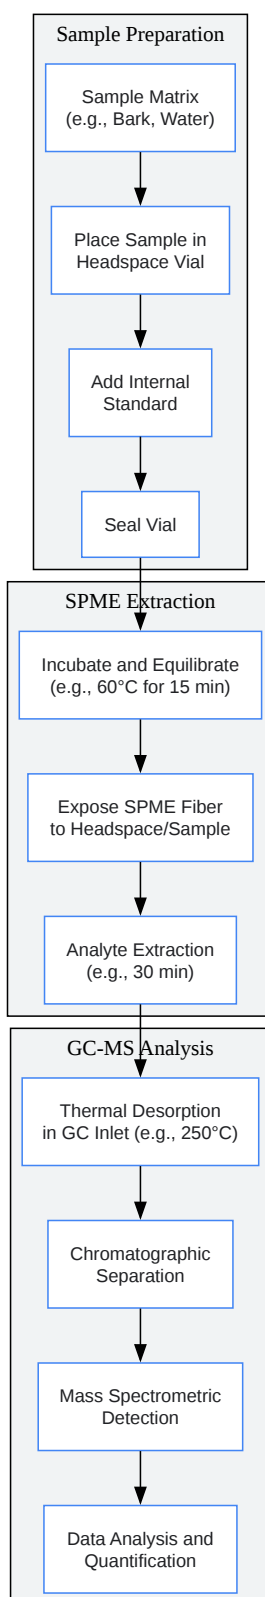 Sample Preparation
Sample Matrix
(e.g., Bark, Water)
Place Sample in
Headspace Vial
Add Internal
Standard
Seal Vial
SPME Extraction
Incubate and Equilibrate
(e.g., 60°C for 15 min)
Expose SPME Fiber
to Headspace/Sample
Analyte Extraction
(e.g., 30 min)
GC-MS Analysis
Thermal Desorption
in GC Inlet (e.g., 250°C)
Chromatographic
Separation
Mass Spectrometric
Detection
Data Analysis and
Quantification